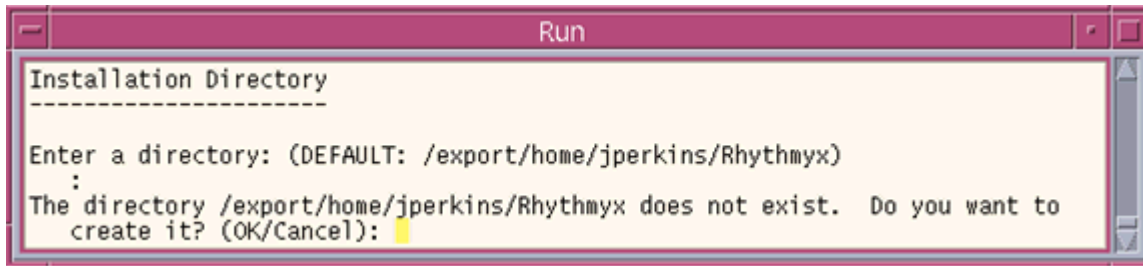 Run
Installation Directory
----------------------
Enter a directory: (DEFAULT: /export/home/jperkins/Rhythmyx)
:
The directory /export/home/jperkins/Rhythmyx does not exist.  Do you want to
create it? (OK/Cancel):